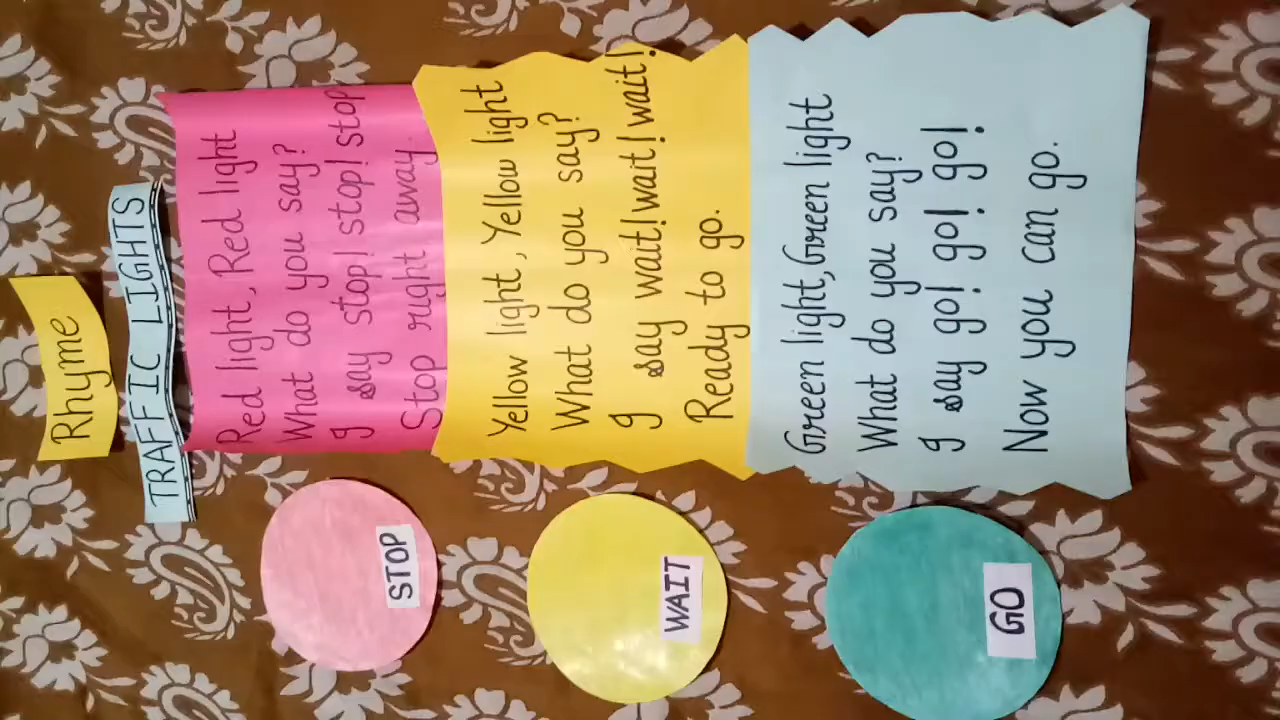 Rhyme
TRAFFIC LIGHTS
Red light, Red light
What do you say?
I say stop! stop! stop
Stop right away.
STOP
Yellow light, Yellow light
What do you say?
I say wait! wait! wait!
Ready to go.
WAIT
Green light, Green light
What do you say?
I say go! go! go!
Now you can go.
GO